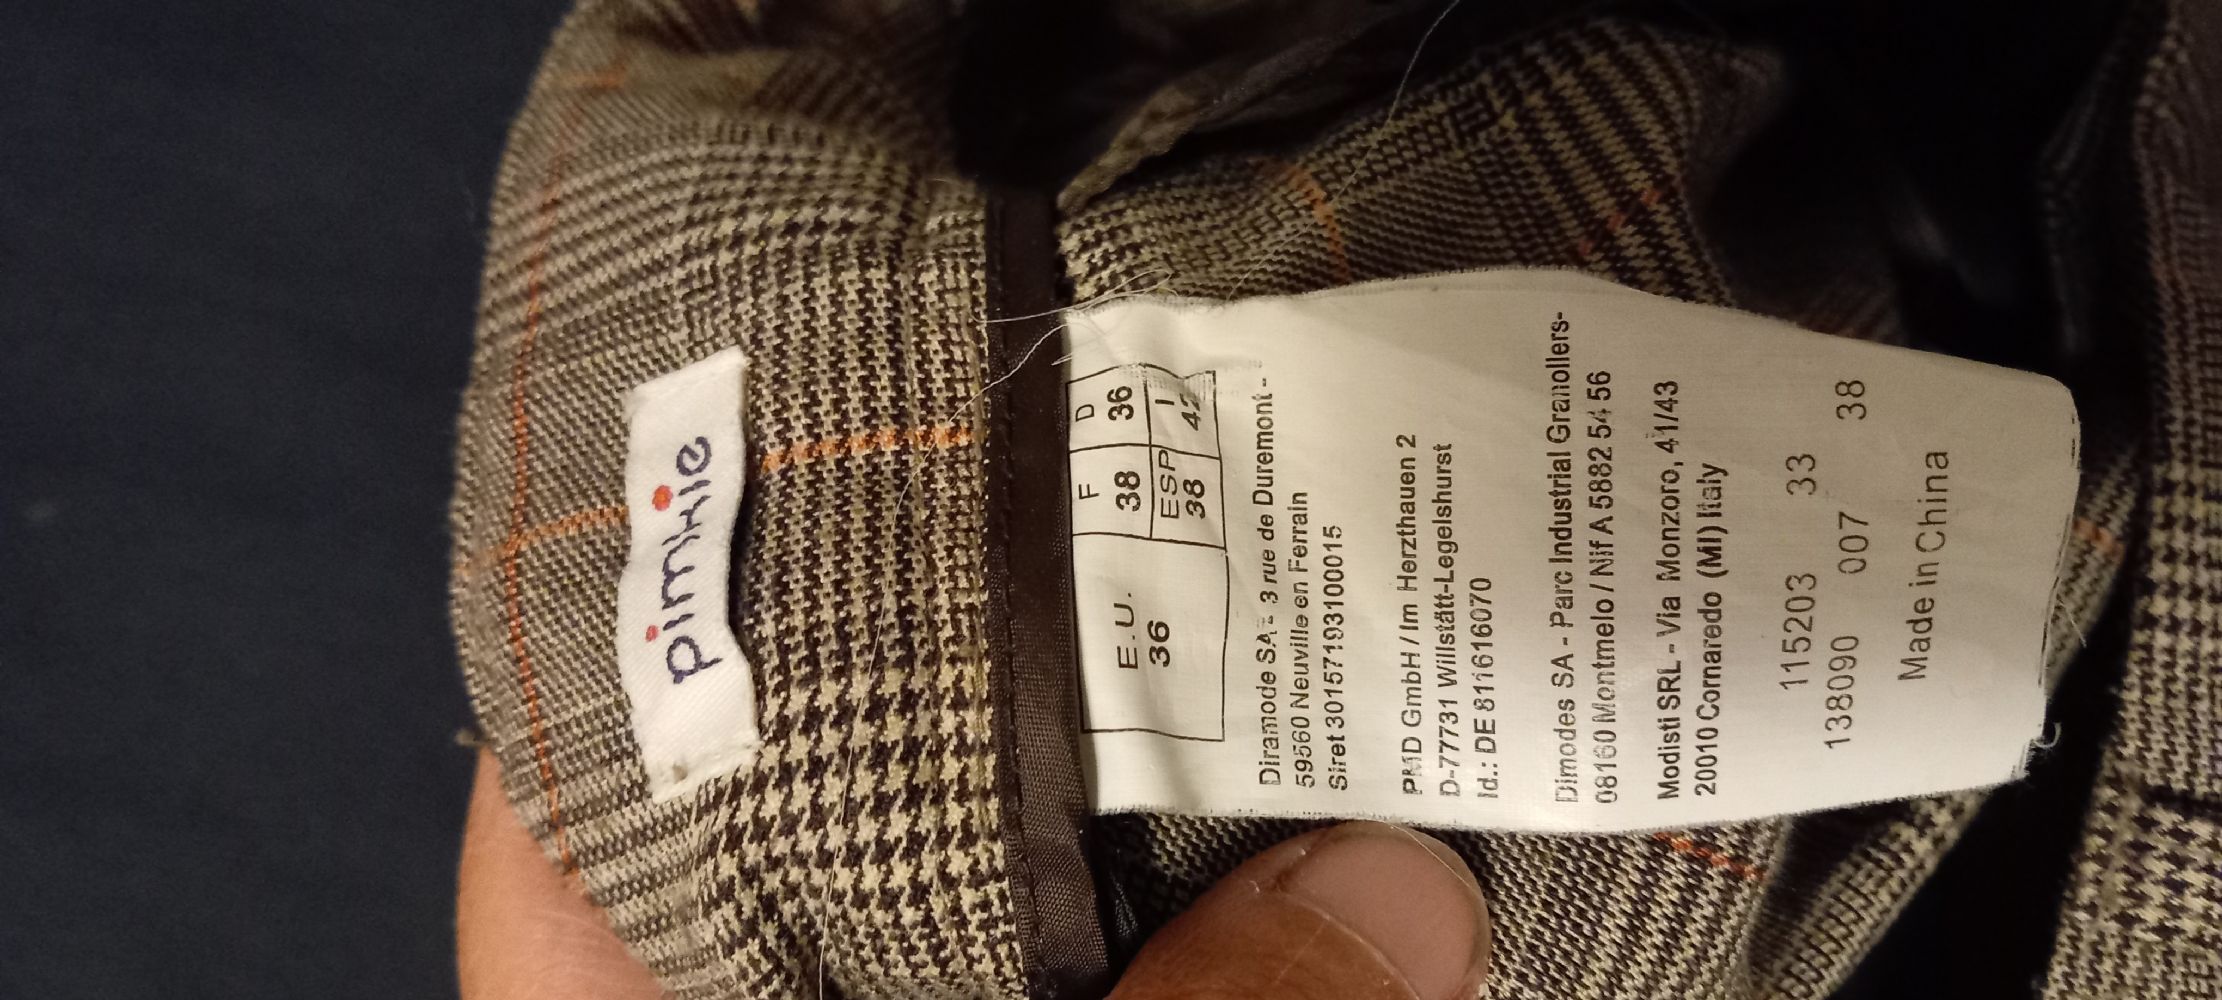 pimkie
E.U.
36
F
38
D
36
ESP
38
I
42
Diramode SA - 3 rue de Duremont -
59560 Neuville en Ferrain
Siret 30157193100015
PMD GmbH / Im Herzthauen 2
D-77731 Willstätt-Legelshurst
Id.: DE 811616070
Dimodes SA - Parc Industrial Granollers-
08160 Montmelo / Nif A 5882 54 56
Modisti SRL - Via Monzoro, 41/43
20010 Cornaredo (MI) Italy
115203 33
138090 007 38
Made in China